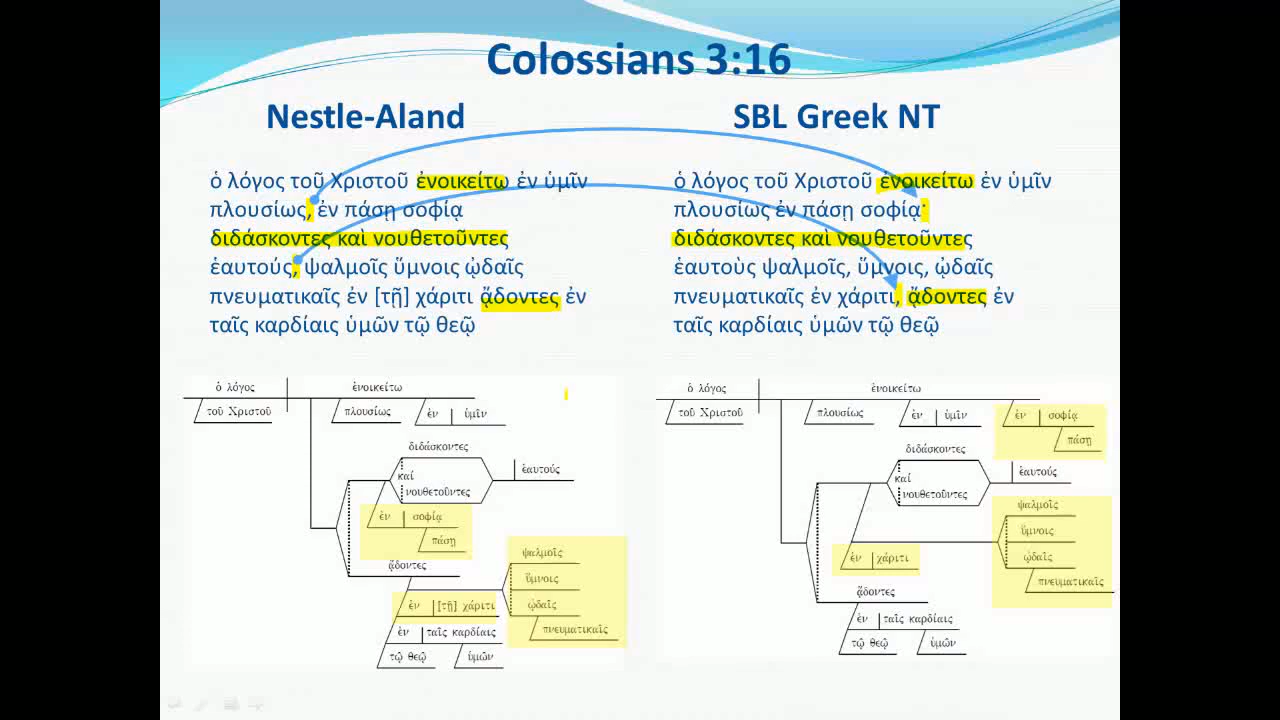 Colossians 3:16
Nestle-Aland
ὁ λόγος τοῦ Χριστοῦ ἐνοικείτω ἐν ὑμῖν
πλουσίως, ἐν πάσῃ σοφίᾳ
διδάσκοντες καὶ νουθετοῦντες
ἑαυτούς, ψαλμοῖς ὕμνοις ᾠδαῖς
πνευματικαῖς ἐν [τῇ] χάριτι ᾄδοντες ἐν
ταῖς καρδίαις ὑμῶν τῷ θεῷ
SBL Greek NT
ὁ λόγος τοῦ Χριστοῦ ἐνοικείτω ἐν ὑμῖν
πλουσίως ἐν πάσῃ σοφίᾳ·
διδάσκοντες καὶ νουθετοῦντες
ἑαυτοὺς ψαλμοῖς, ὕμνοις, ᾠδαῖς
πνευματικαῖς ἐν χάριτι, ᾄδοντες ἐν
ταῖς καρδίαις ὑμῶν τῷ θεῷ
ὁ λόγος ἐνοικείτω
τοῦ Χριστοῦ πλουσίως ἐν ὑμῖν
διδάσκοντες
καί ἑαυτούς
νουθετοῦντες
ἐν σοφίᾳ
πάσῃ
ψαλμοῖς
ᾄδοντες
ὕμνοις
ἐν [τῇ] χάριτι ᾠδαῖς
ἐν ταῖς καρδίαις πνευματικαῖς
τῷ θεῷ ὑμῶν
ὁ λόγος ἐνοικείτω
τοῦ Χριστοῦ πλουσίως ἐν ὑμῖν ἐν σοφίᾳ
πάσῃ
διδάσκοντες
καί ἑαυτούς
νουθετοῦντες
ψαλμοῖς
ὕμνοις
ἐν χάριτι ᾠδαῖς
πνευματικαῖς
ᾄδοντες
ἐν ταῖς καρδίαις
τῷ θεῷ ὑμῶν